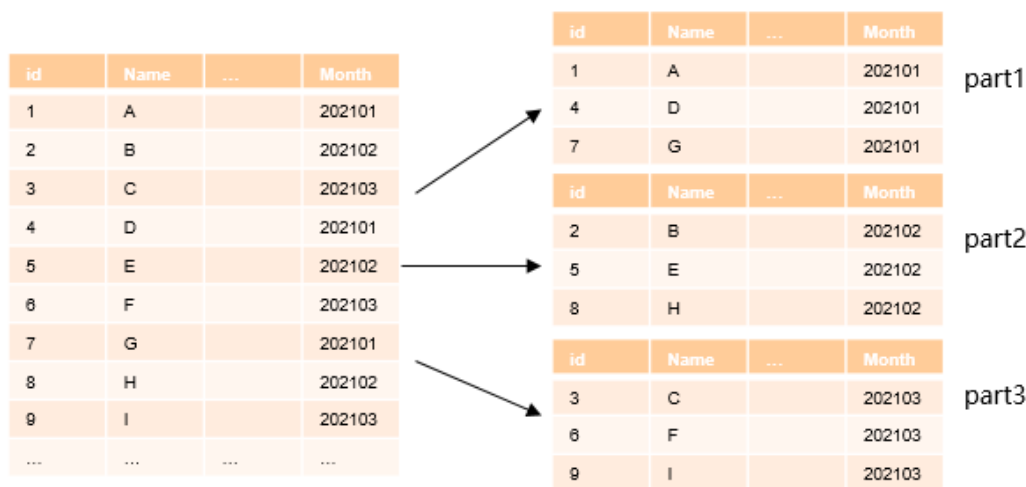 id Name ... Month
1 A 202101
2 B 202102
3 C 202103
4 D 202101
5 E 202102
6 F 202103
7 G 202101
8 H 202102
9 I 202103
... ... ... ...
id Name ... Month
1 A 202101
4 D 202101
7 G 202101
part1
id Name ... Month
2 B 202102
5 E 202102
8 H 202102
part2
id Name ... Month
3 C 202103
6 F 202103
9 I 202103
part3